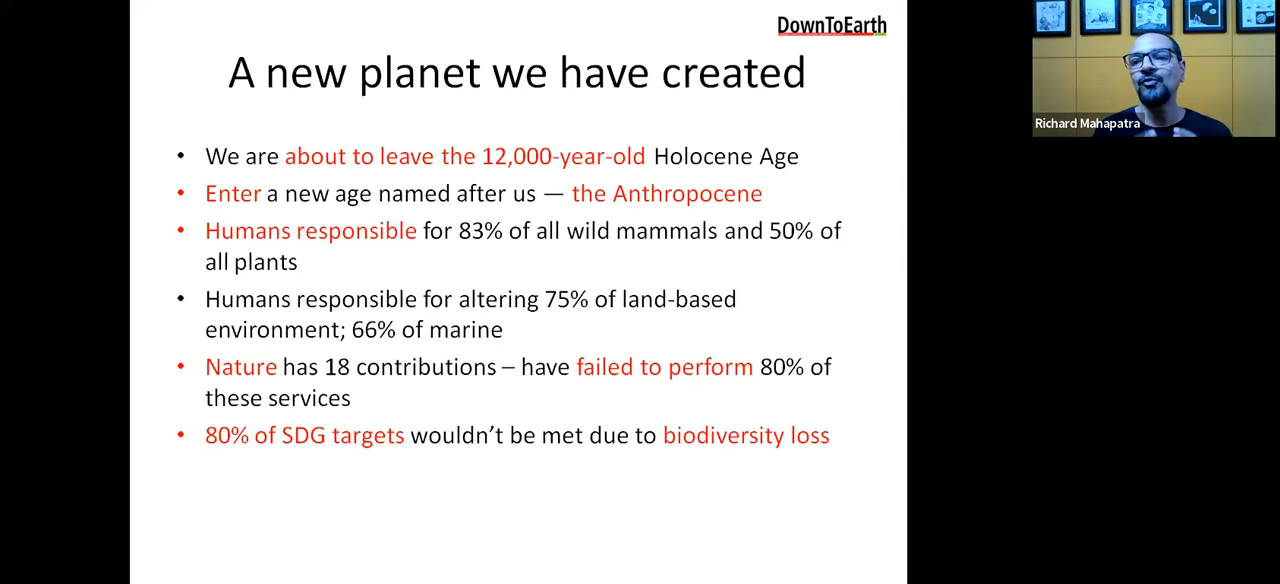 DownToEarth
A new planet we have created
• We are about to leave the 12,000-year-old Holocene Age
• Enter a new age named after us — the Anthropocene
• Humans responsible for 83% of all wild mammals and 50% of
all plants
• Humans responsible for altering 75% of land-based
environment; 66% of marine
• Nature has 18 contributions – have failed to perform 80% of
these services
• 80% of SDG targets wouldn’t be met due to biodiversity loss
Richard Mahapatra